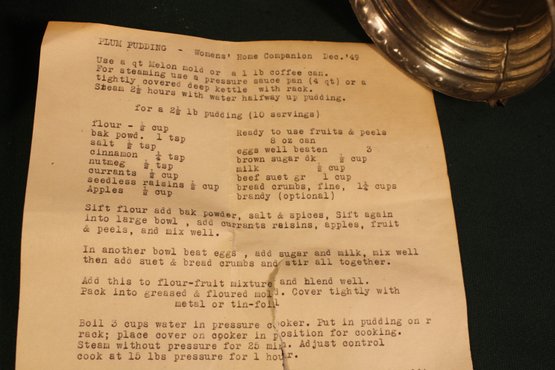 PLUM PUDDING - Womens' Home Companion Dec.'49
Use a qt Melon mold or a 1 lb coffee can.
For steaming use a pressure sauce pan (4 qt) or a
tightly covered deep kettle with rack.
Steam 2½ hours with water halfway up pudding.
for a 2½ lb pudding (10 servings)
flour - ½ cup
bak powd. 1 tsp
salt ½ tsp
cinnamon ¼ tsp
nutmeg ½ tsp
currants ½ cup
seedless raisins ½ cup
Apples ½ cup
Ready to use fruits & peels
8 oz can
eggs well beaten 3
brown sugar dk ½ cup
milk ½ cup
beef suet gr 1 cup
bread crumbs, fine, 1¼ cups
brandy (optional)
Sift flour add bak powder, salt & spices, Sift again
into large bowl , add currants raisins, apples, fruit
& peels, and mix well.
In another bowl beat eggs , add sugar and milk, mix well
then add suet & bread crumbs and stir all together.
Add this to flour-fruit mixture and blend well.
Pack into greased & floured mold. Cover tightly with
metal or tin-foil
Boil 3 cups water in pressure cooker. Put in pudding on r
rack; place cover on cooker in position for cooking.
Steam without pressure for 25 min. Adjust control
cook at 15 lbs pressure for 1 hour.